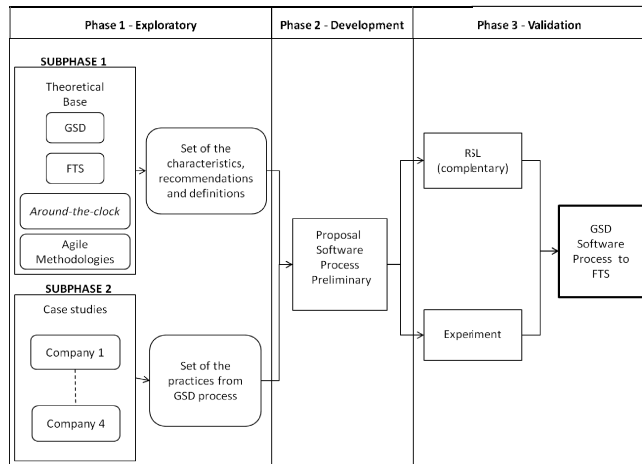 Phase 1 - Exploratory
Phase 2 - Development
Phase 3 - Validation
SUBPHASE 1
Theoretical
Base
GSD
FTS
Around-the-clock
Agile
Methodologies
Set of the
characteristics,
recommendations
and definitions
SUBPHASE 2
Case studies
Company 1
Company 4
Set of the
practices from
GSD process
Proposal
Software
Process
Preliminary
RSL
(complentary)
Experiment
GSD
Software
Process to
FTS